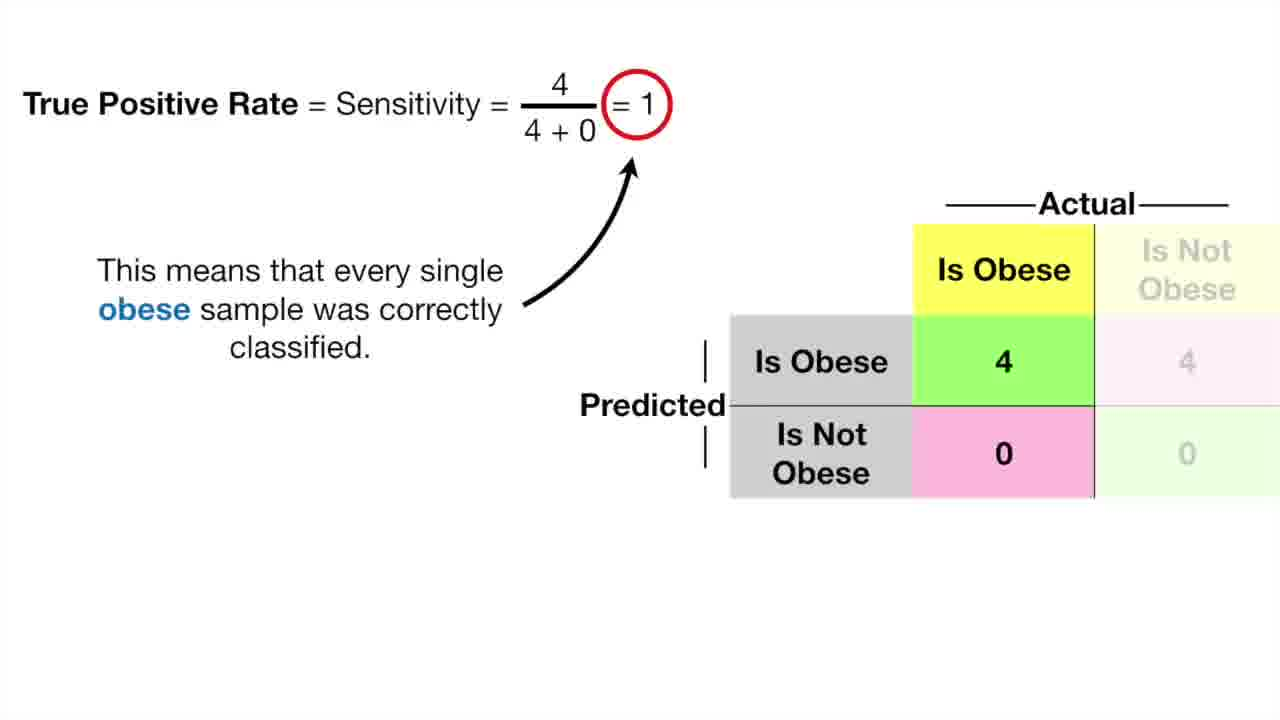 True Positive Rate = Sensitivity = 4 / 4 + 0 = 1
This means that every single
obese sample was correctly
classified.
Actual
Is Obese
Is Not
Obese
Predicted
Is Obese
4
4
Is Not
Obese
0
0